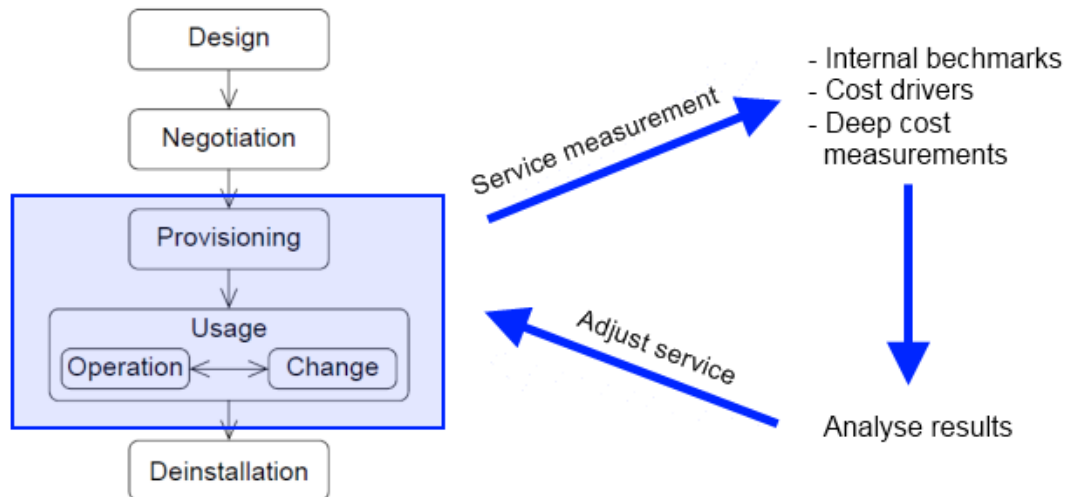 Design
Negotiation
Provisioning
Usage
Operation
Change
Deinstallation
Service measurement
- Internal bechmarks
- Cost drivers
- Deep cost
measurements
Analyse results
Adjust service